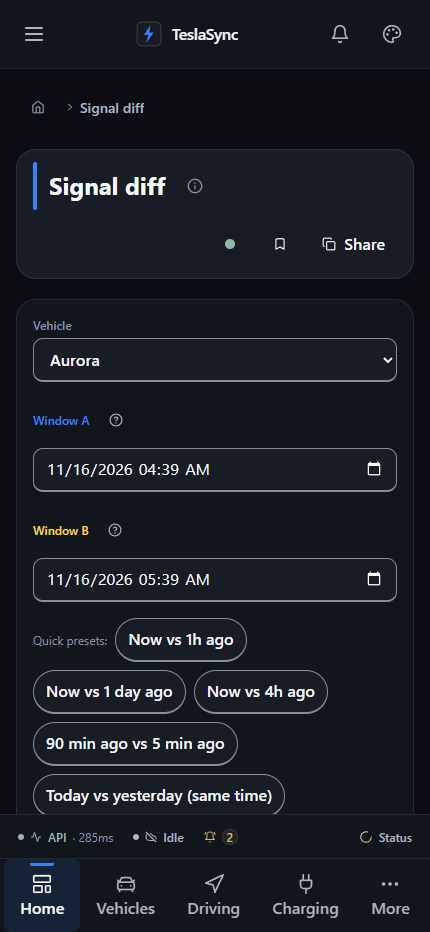 TeslaSync
Signal diff
Signal diff
Share
Vehicle
Aurora
Window A
11/16/2026 04:39 AM
Window B
11/16/2026 05:39 AM
Quick presets: Now vs 1h ago
Now vs 1 day ago Now vs 4h ago
90 min ago vs 5 min ago
Today vs yesterday (same time)
API · 285ms Idle 2 Status
Home Vehicles Driving Charging More